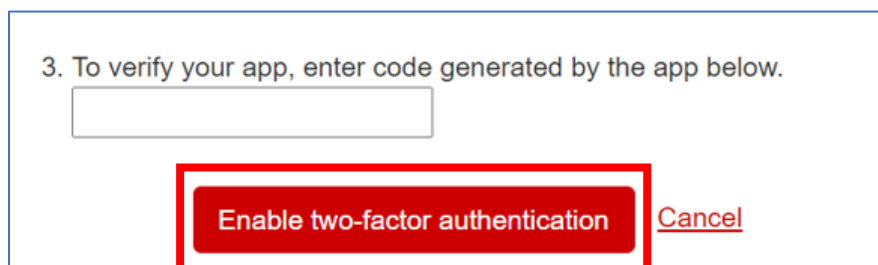 3. To verify your app, enter code generated by the app below.
Enable two-factor authentication Cancel